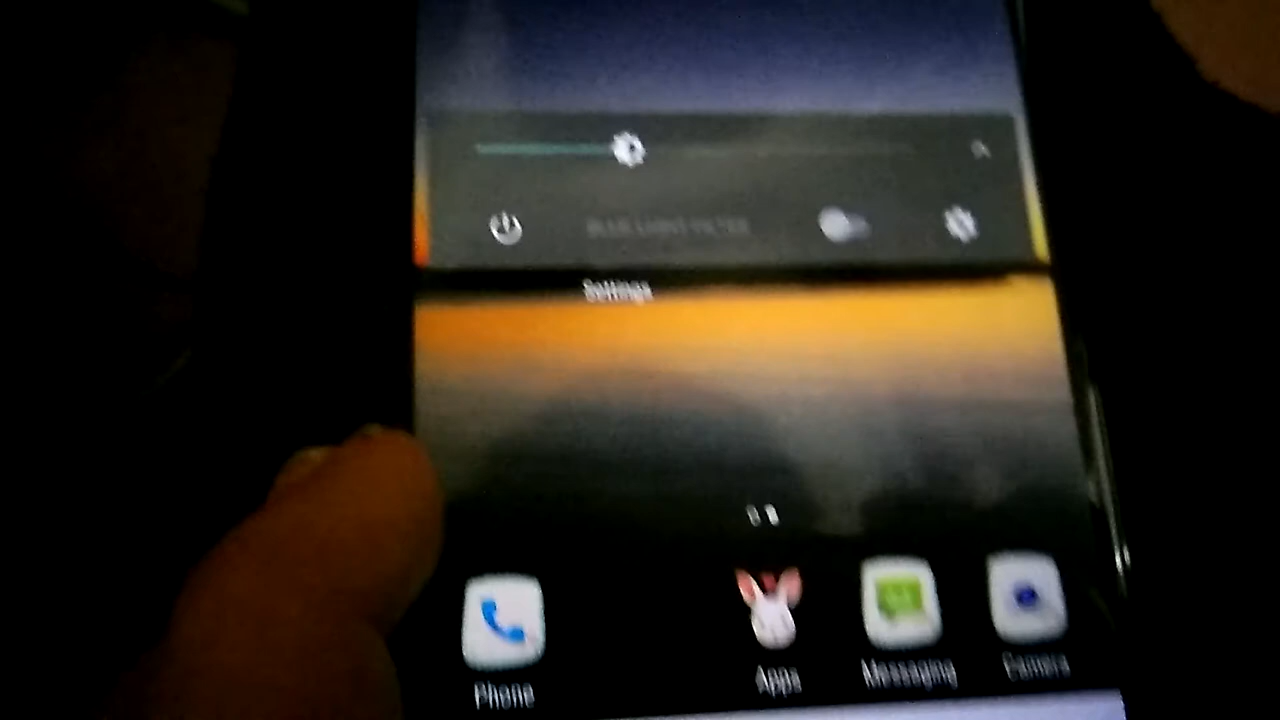 BLUE LIGHT FILTER
Settings
Phone
Apps
Messaging
Camera